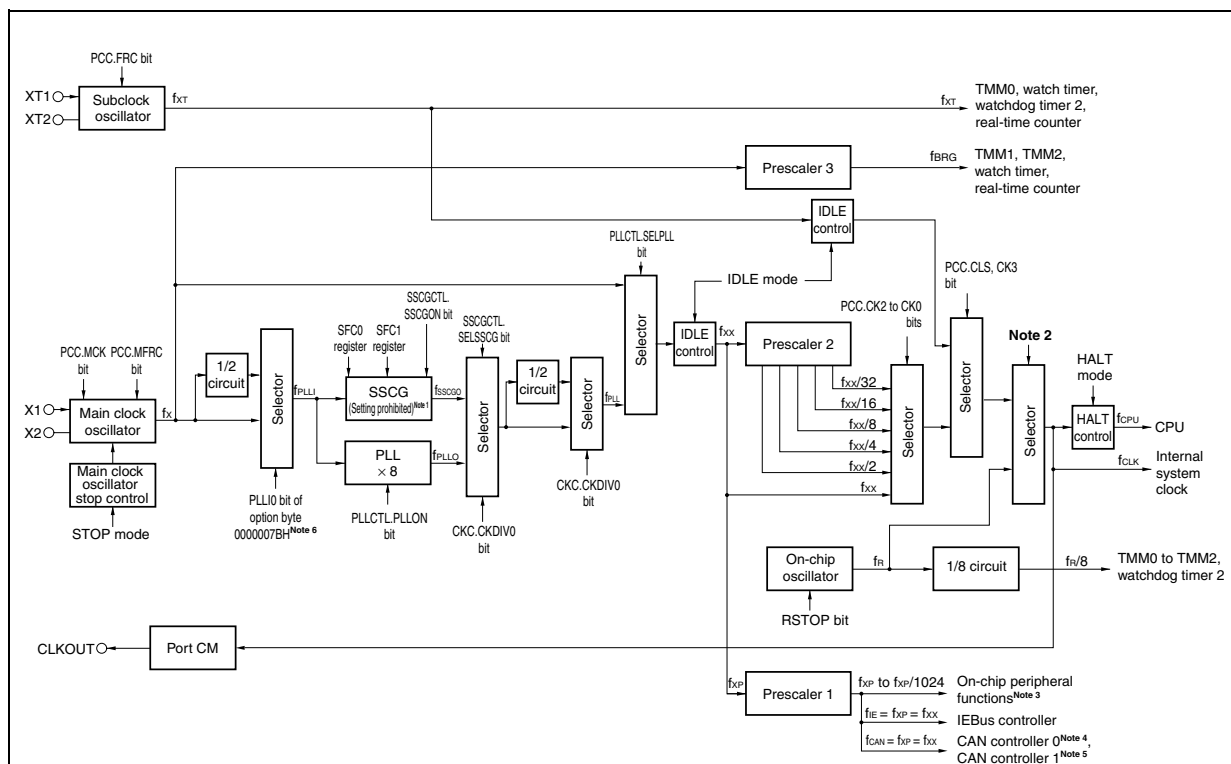 PCC.FRC bit
XT1
XT2
Subclock
oscillator
fXT
fXT
TMM0, watch timer,
watchdog timer 2,
real-time counter
Prescaler 3
fBRG
TMM1, TMM2,
watch timer,
real-time counter
IDLE
control
IDLE mode
PLLCTL.SELPLL
bit
Selector
IDLE
control
fXX
Prescaler 2
fXX/32
fXX/16
fXX/8
fXX/4
fXX/2
fXX
PCC.CK2 to CK0
bits
Selector
PCC.CLS, CK3
bit
Selector
Note 2
Selector
HALT
mode
HALT
control
fCPU
CPU
fCLK
Internal
system
clock
PCC.MCK
bit
PCC.MFRC
bit
X1
X2
Main clock
oscillator
fX
Main clock
oscillator
stop control
STOP mode
1/2
circuit
Selector
PLLI0 bit of
option byte
0000007BH Note 6
fPLLI
SFC0
register
SFC1
register
SSCGCTL.
SSCGON bit
SSCG
(Setting prohibited) Note 1
fSSCGO
PLL
× 8
fPLLO
PLLCTL.PLLON
bit
SSCGCTL.
SELSSCG bit
Selector
CKC.CKDIV0
bit
1/2
circuit
Selector
fPLL
CKC.CKDIV0
bit
On-chip
oscillator
fR
RSTOP bit
1/8 circuit
fR/8
TMM0 to TMM2,
watchdog timer 2
CLKOUT
Port CM
fXP
Prescaler 1
fXP to fXP/1024
On-chip peripheral
functions Note 3
fIE = fXP = fXX
IEBus controller
fCAN = fXP = fXX
CAN controller 0 Note 4,
CAN controller 1 Note 5